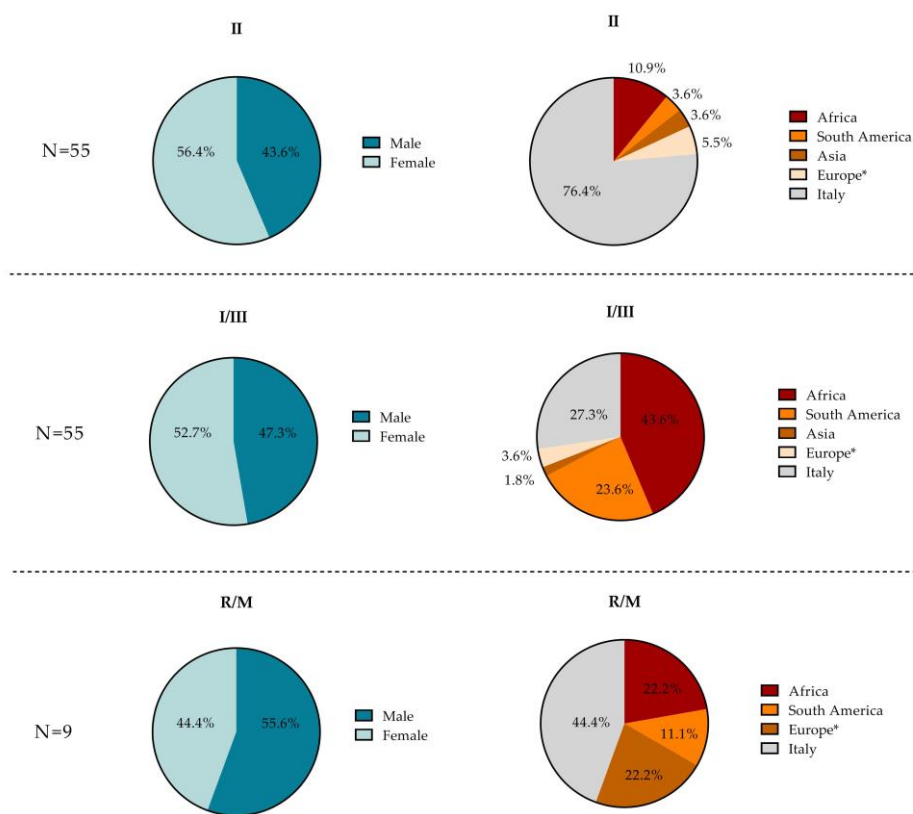 II
II
N=55
56.4%
43.6%
Male
Female
10.9%
3.6%
3.6%
5.5%
76.4%
Africa
South America
Asia
Europe*
Italy
I/III
I/III
N=55
52.7%
47.3%
Male
Female
27.3%
43.6%
3.6%
1.8%
23.6%
Africa
South America
Asia
Europe*
Italy
R/M
R/M
N=9
44.4%
55.6%
Male
Female
44.4%
22.2%
11.1%
22.2%
Africa
South America
Europe*
Italy